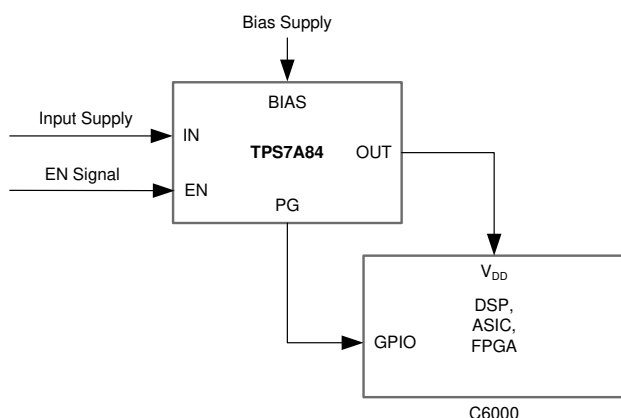 Bias Supply
BIAS
Input Supply
IN
TPS7A84
OUT
EN Signal
EN
PG
VDD
DSP,
ASIC,
FPGA
GPIO
C6000